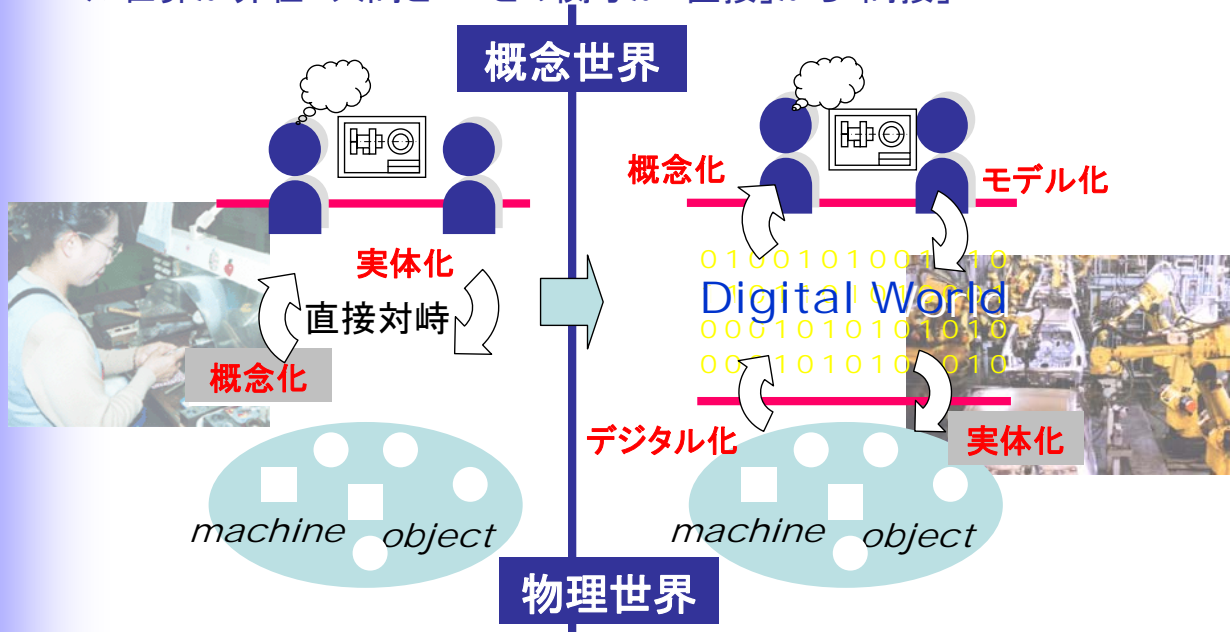 概念世界
概念化
モデル化
実体化
直接対峙
概念化
Digital World
デジタル化
実体化
machine object
machine object
物理世界